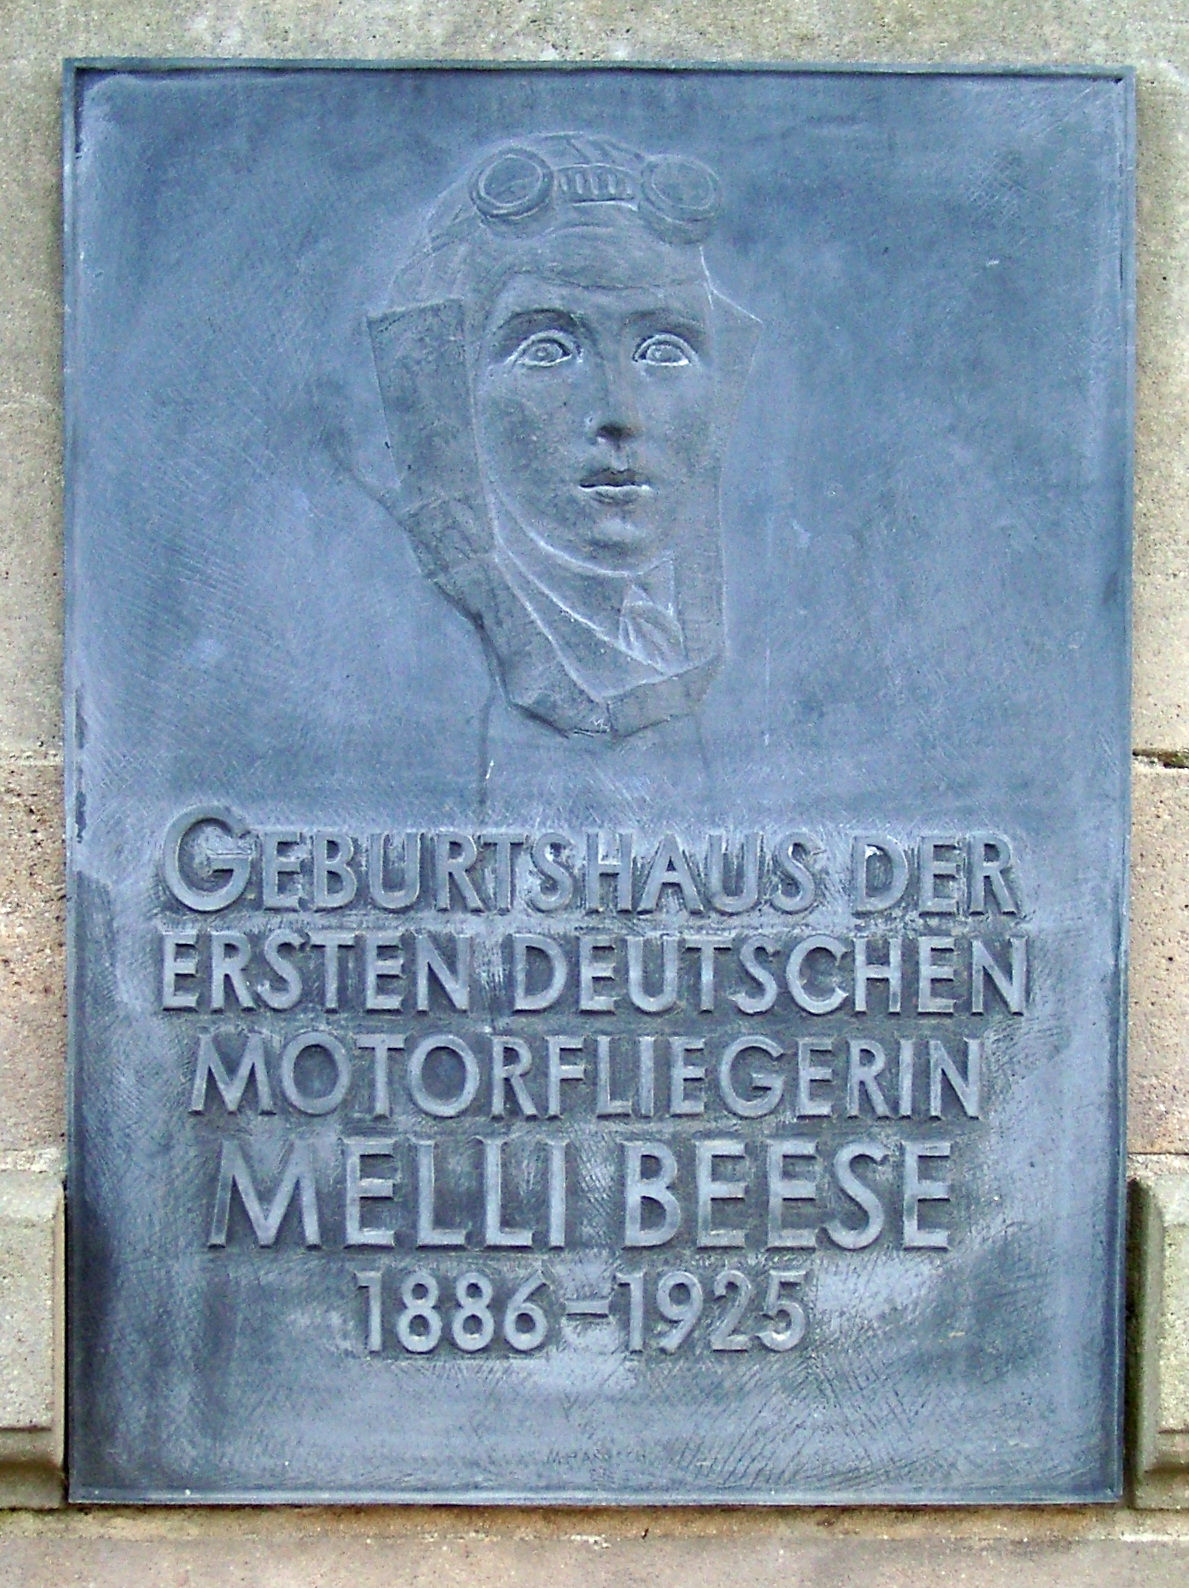 GEBURTSHAUS DER
ERSTEN DEUTSCHEN
MOTORFLIEGERIN
MELLI BEESE
1886–1925